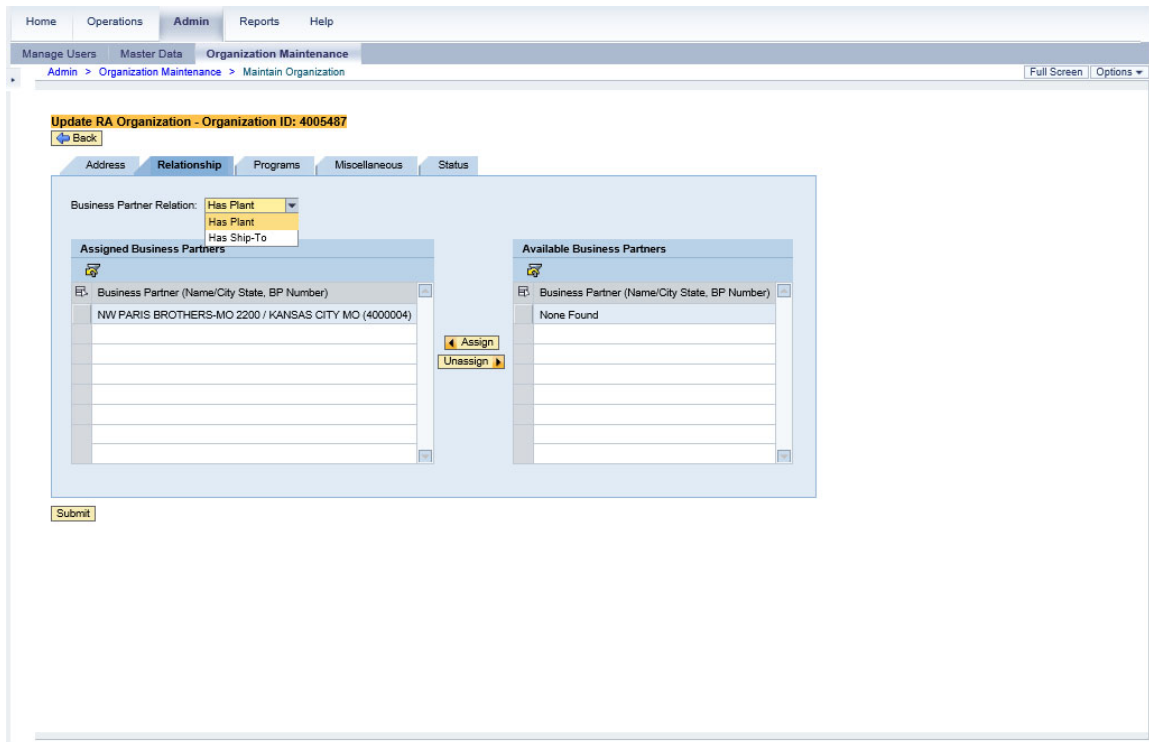 Home Operations Admin Reports Help
Manage Users Master Data Organization Maintenance
Admin > Organization Maintenance > Maintain Organization
Full Screen Options
Update RA Organization - Organization ID: 4005487
Back
Address Relationship Programs Miscellaneous Status
Business Partner Relation: Has Plant
Has Plant
Has Ship-To
Assigned Business Partners
Business Partner (Name/City State, BP Number)
NW PARIS BROTHERS-MO 2200 / KANSAS CITY MO (4000004)
Assign
Unassign
Available Business Partners
Business Partner (Name/City State, BP Number)
None Found
Submit